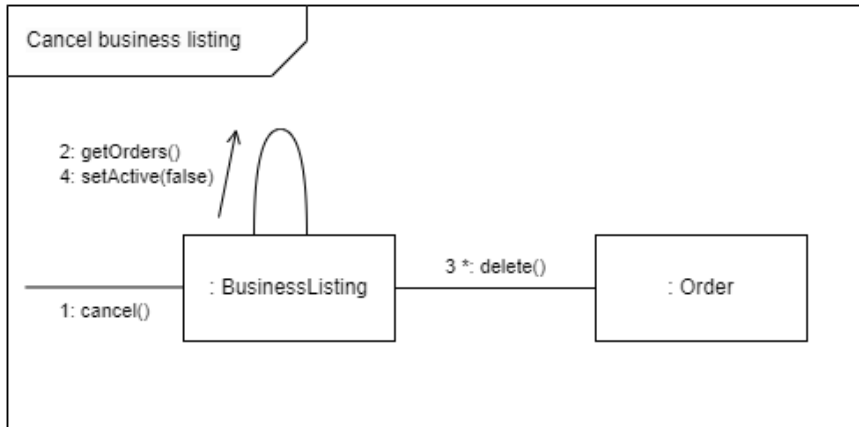 Cancel business listing
2: getOrders()
4: setActive(false)
3 *: delete()
: BusinessListing
: Order
1: cancel()